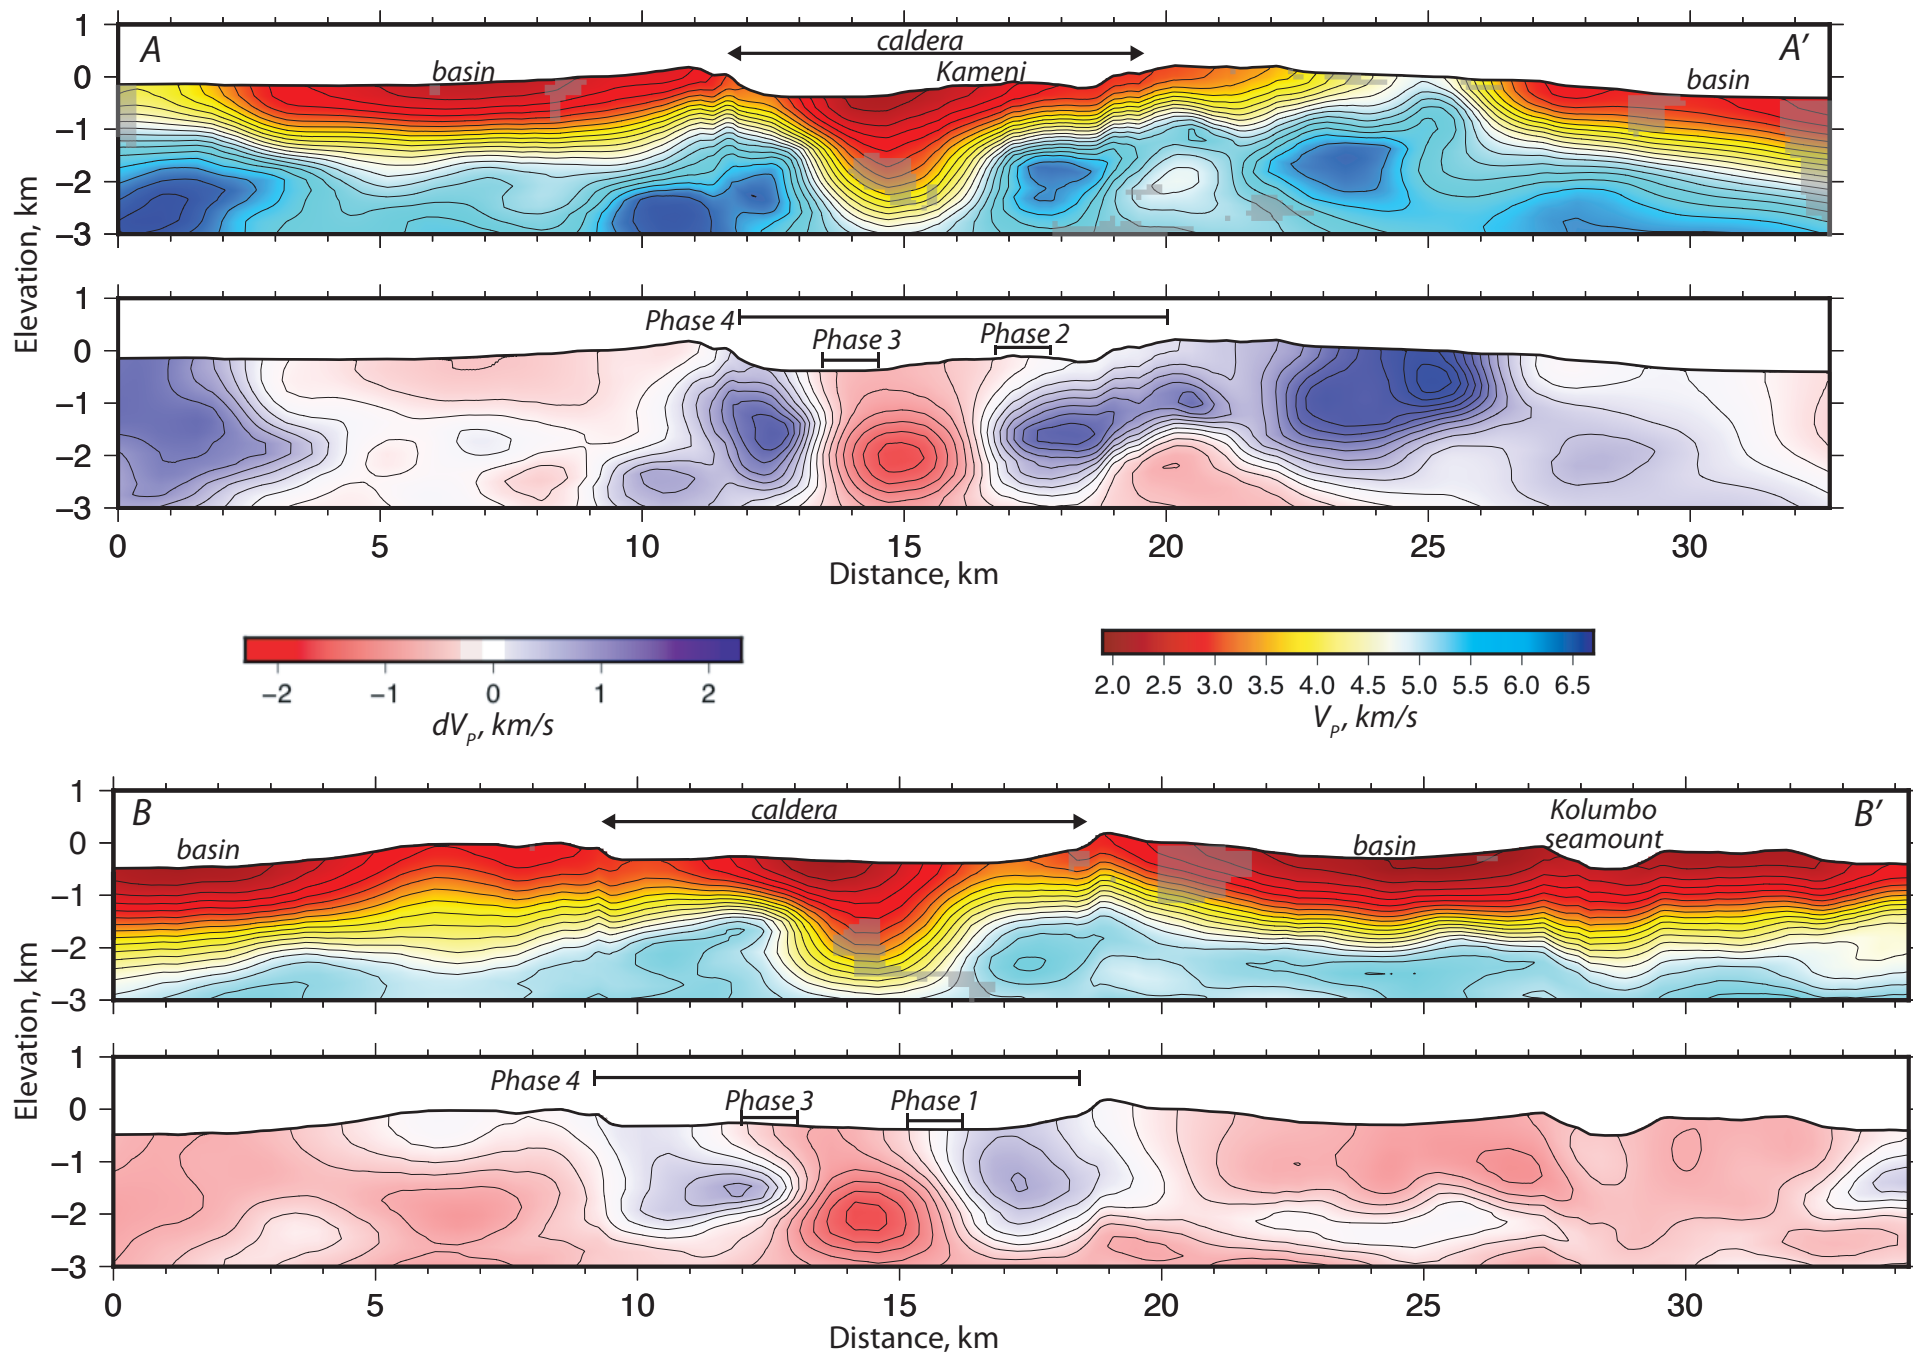 A
caldera
A′
basin
Kameni
basin
1
0
−1
−2
−3
Elevation, km
Phase 4
Phase 3
Phase 2
1
0
−1
−2
−3
0 5 10 15 20 25 30
Distance, km
−2 −1 0 1 2
dVP, km/s
2.0 2.5 3.0 3.5 4.0 4.5 5.0 5.5 6.0 6.5
VP, km/s
B
caldera
Kolumbo
seamount
B′
basin
basin
1
0
−1
−2
−3
Elevation, km
Phase 4
Phase 3
Phase 1
1
0
−1
−2
−3
0 5 10 15 20 25 30
Distance, km